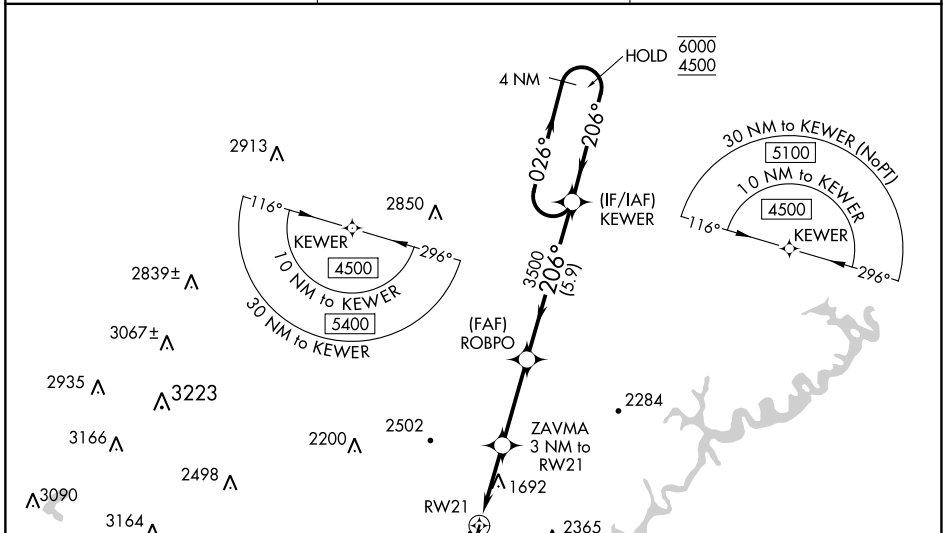 HOLD 6000
4500
4 NM
026°
206°
(IF/IAF)
KEWER
30 NM to KEWER (NoPT)
5100
10 NM to KEWER
4500
116°
KEWER
296°
2913
2850
116°
KEWER
296°
4500
10 NM to KEWER
5400
30 NM to KEWER
3500
206°
(5.9)
2839±
3067±
(FAF)
ROBPO
2935
3223
2284
3166
2200
2502
ZAVMA
3 NM to
RW21
2498
1692
3090
RW21
3164
2365